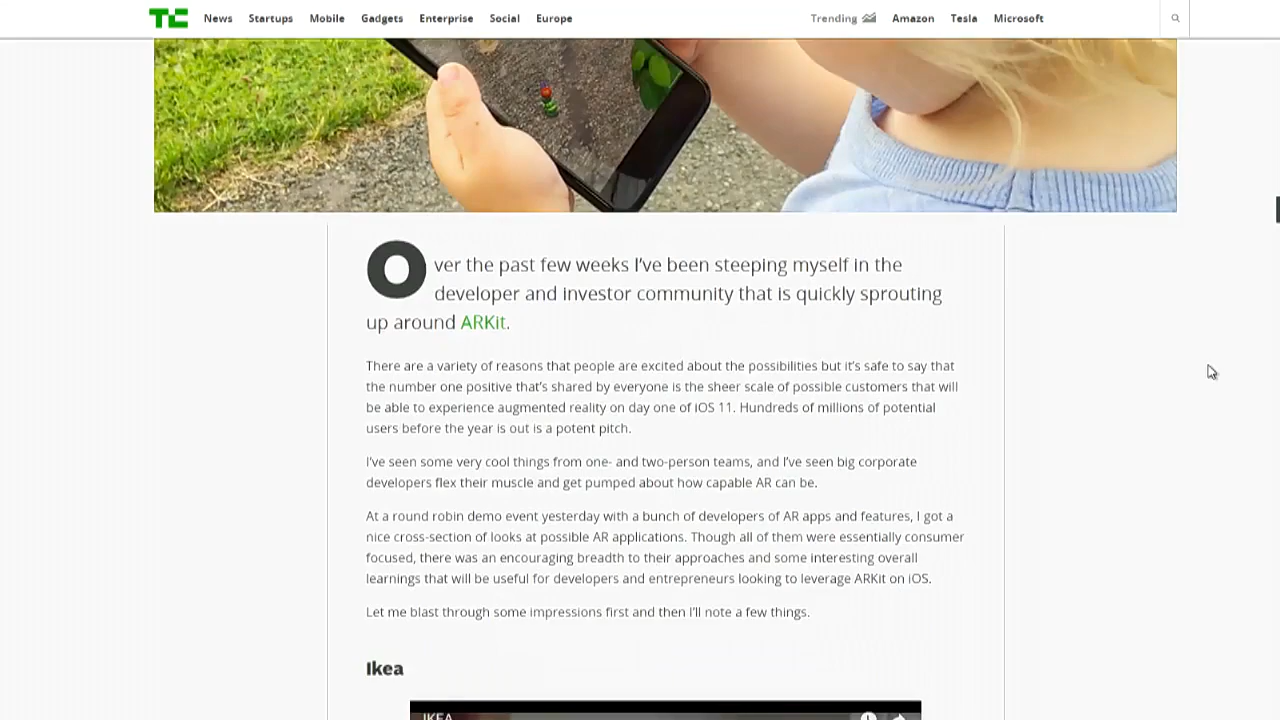 TC News Startups Mobile Gadgets Enterprise Social Europe Trending Amazon Tesla Microsoft
Over the past few weeks I've been steeping myself in the
developer and investor community that is quickly sprouting
up around ARKit.
There are a variety of reasons that people are excited about the possibilities but it's safe to say that
the number one positive that's shared by everyone is the sheer scale of possible customers that will
be able to experience augmented reality on day one of iOS 11. Hundreds of millions of potential
users before the year is out is a potent pitch.
I've seen some very cool things from one- and two-person teams, and I've seen big corporate
developers flex their muscle and get pumped about how capable AR can be.
At a round robin demo event yesterday with a bunch of developers of AR apps and features, I got a
nice cross-section of looks at possible AR applications. Though all of them were essentially consumer
focused, there was an encouraging breadth to their approaches and some interesting overall
learnings that will be useful for developers and entrepreneurs looking to leverage ARKit on iOS.
Let me blast through some impressions first and then I'll note a few things.
Ikea
IKEA